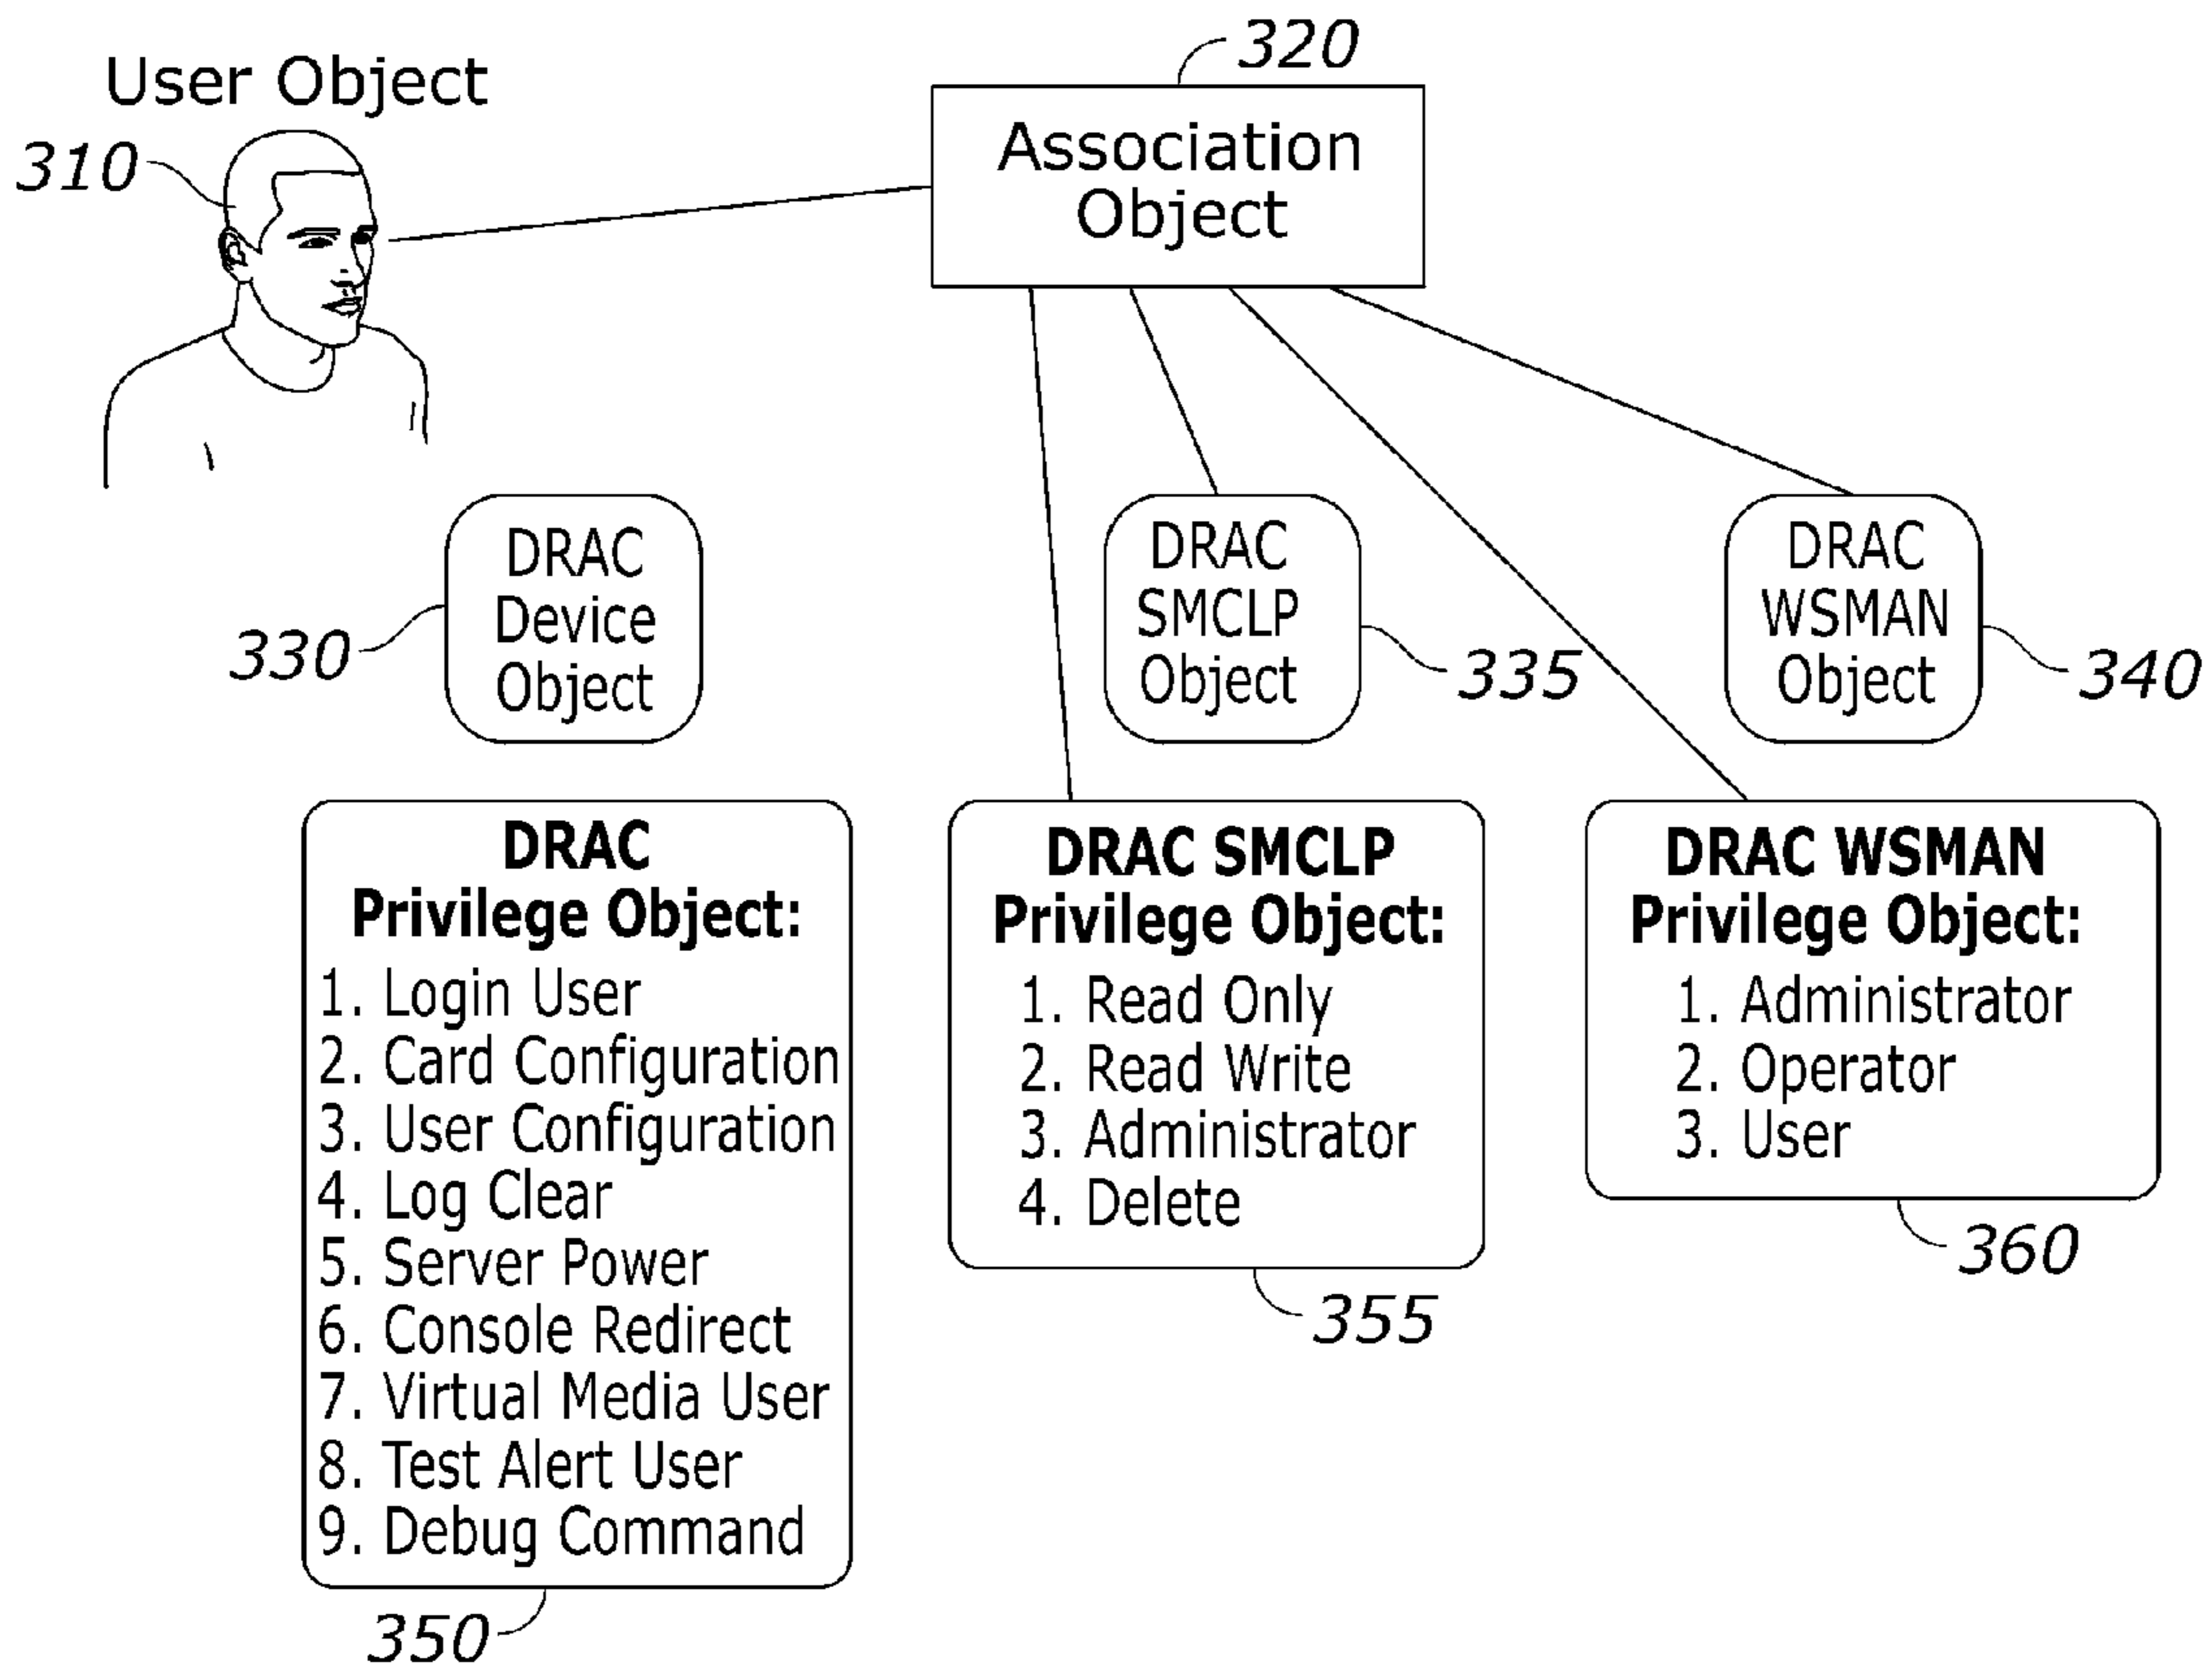 320
User Object
310
Association
Object
DRAC
Device
Object
330
DRAC
SMCLP
Object
335
DRAC
WSMAN
Object
340
DRAC
Privilege Object:
1. Login User
2. Card Configuration
3. User Configuration
4. Log Clear
5. Server Power
6. Console Redirect
7. Virtual Media User
8. Test Alert User
9. Debug Command
350
DRAC SMCLP
Privilege Object:
1. Read Only
2. Read Write
3. Administrator
4. Delete
355
DRAC WSMAN
Privilege Object:
1. Administrator
2. Operator
3. User
360